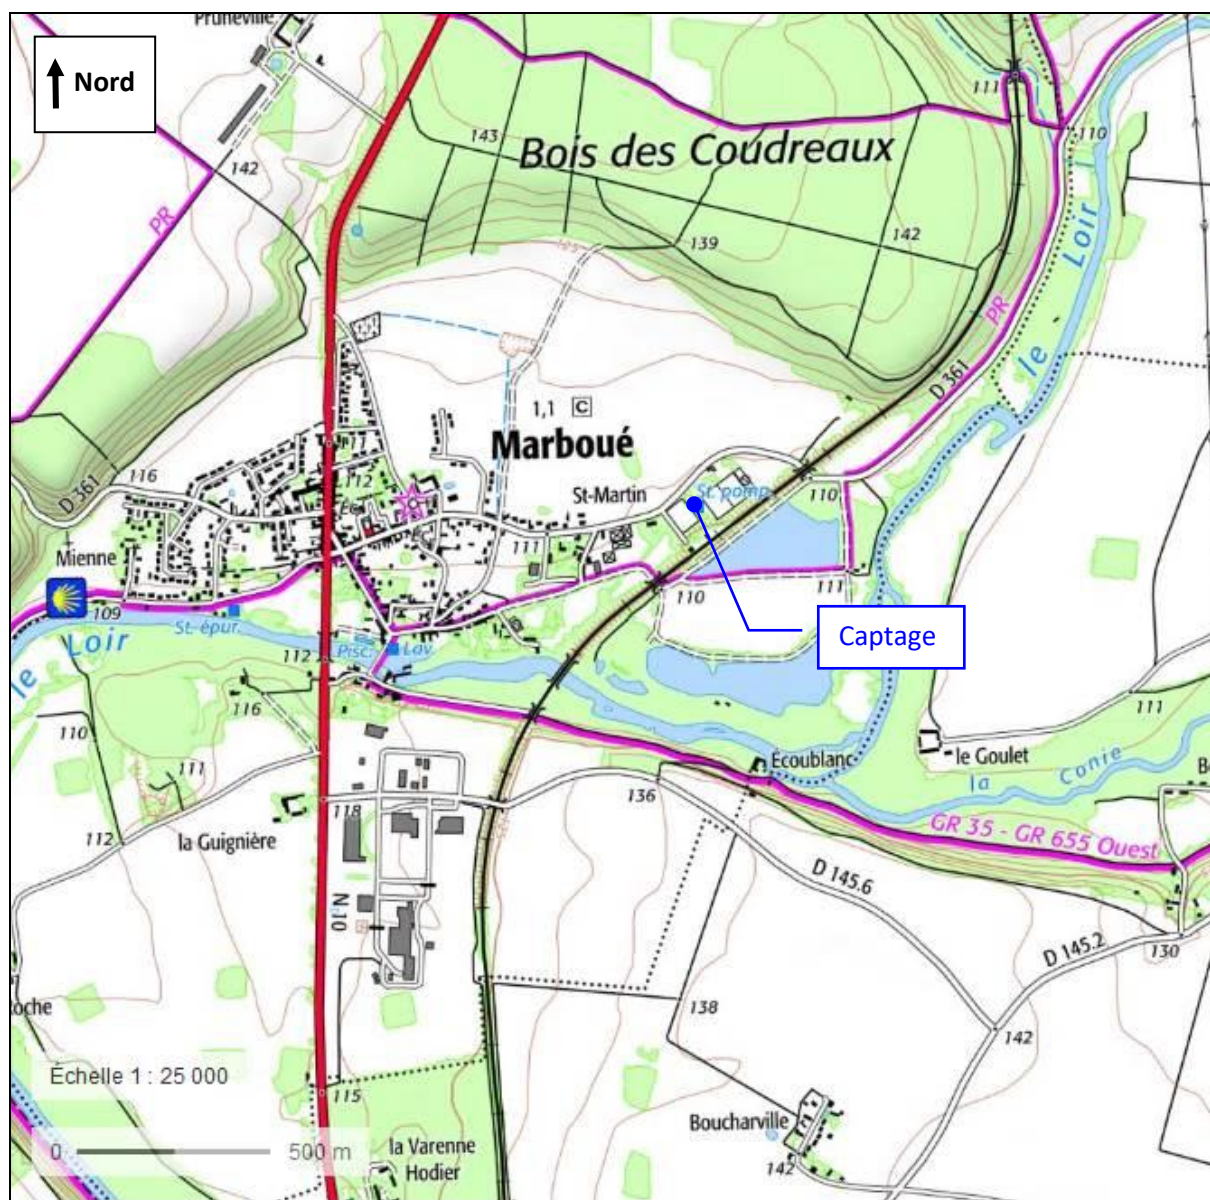 Pruneville
Nord
111
110
143
Bois des Coudreaux
142
PR
139
142
125
le Loir
PR
D 361
1,1 C
Marboué
111
116
D 361
112
St-Martin
St. pomp.
110
Éc.
Mienne
111
109
110
111
St. épur.
Captage
le Loir
Pisc.
Lav.
112
116
110
111
Écoublanc
le Goulet
la Conie
111
136
118
112
la Guignière
GR 35 - GR 655 Ouest
D 145.6
N 10
D 145.2
130
138
142
Échelle 1 : 25 000
115
Boucharville
0
500 m
la Varenne
Hodier
142